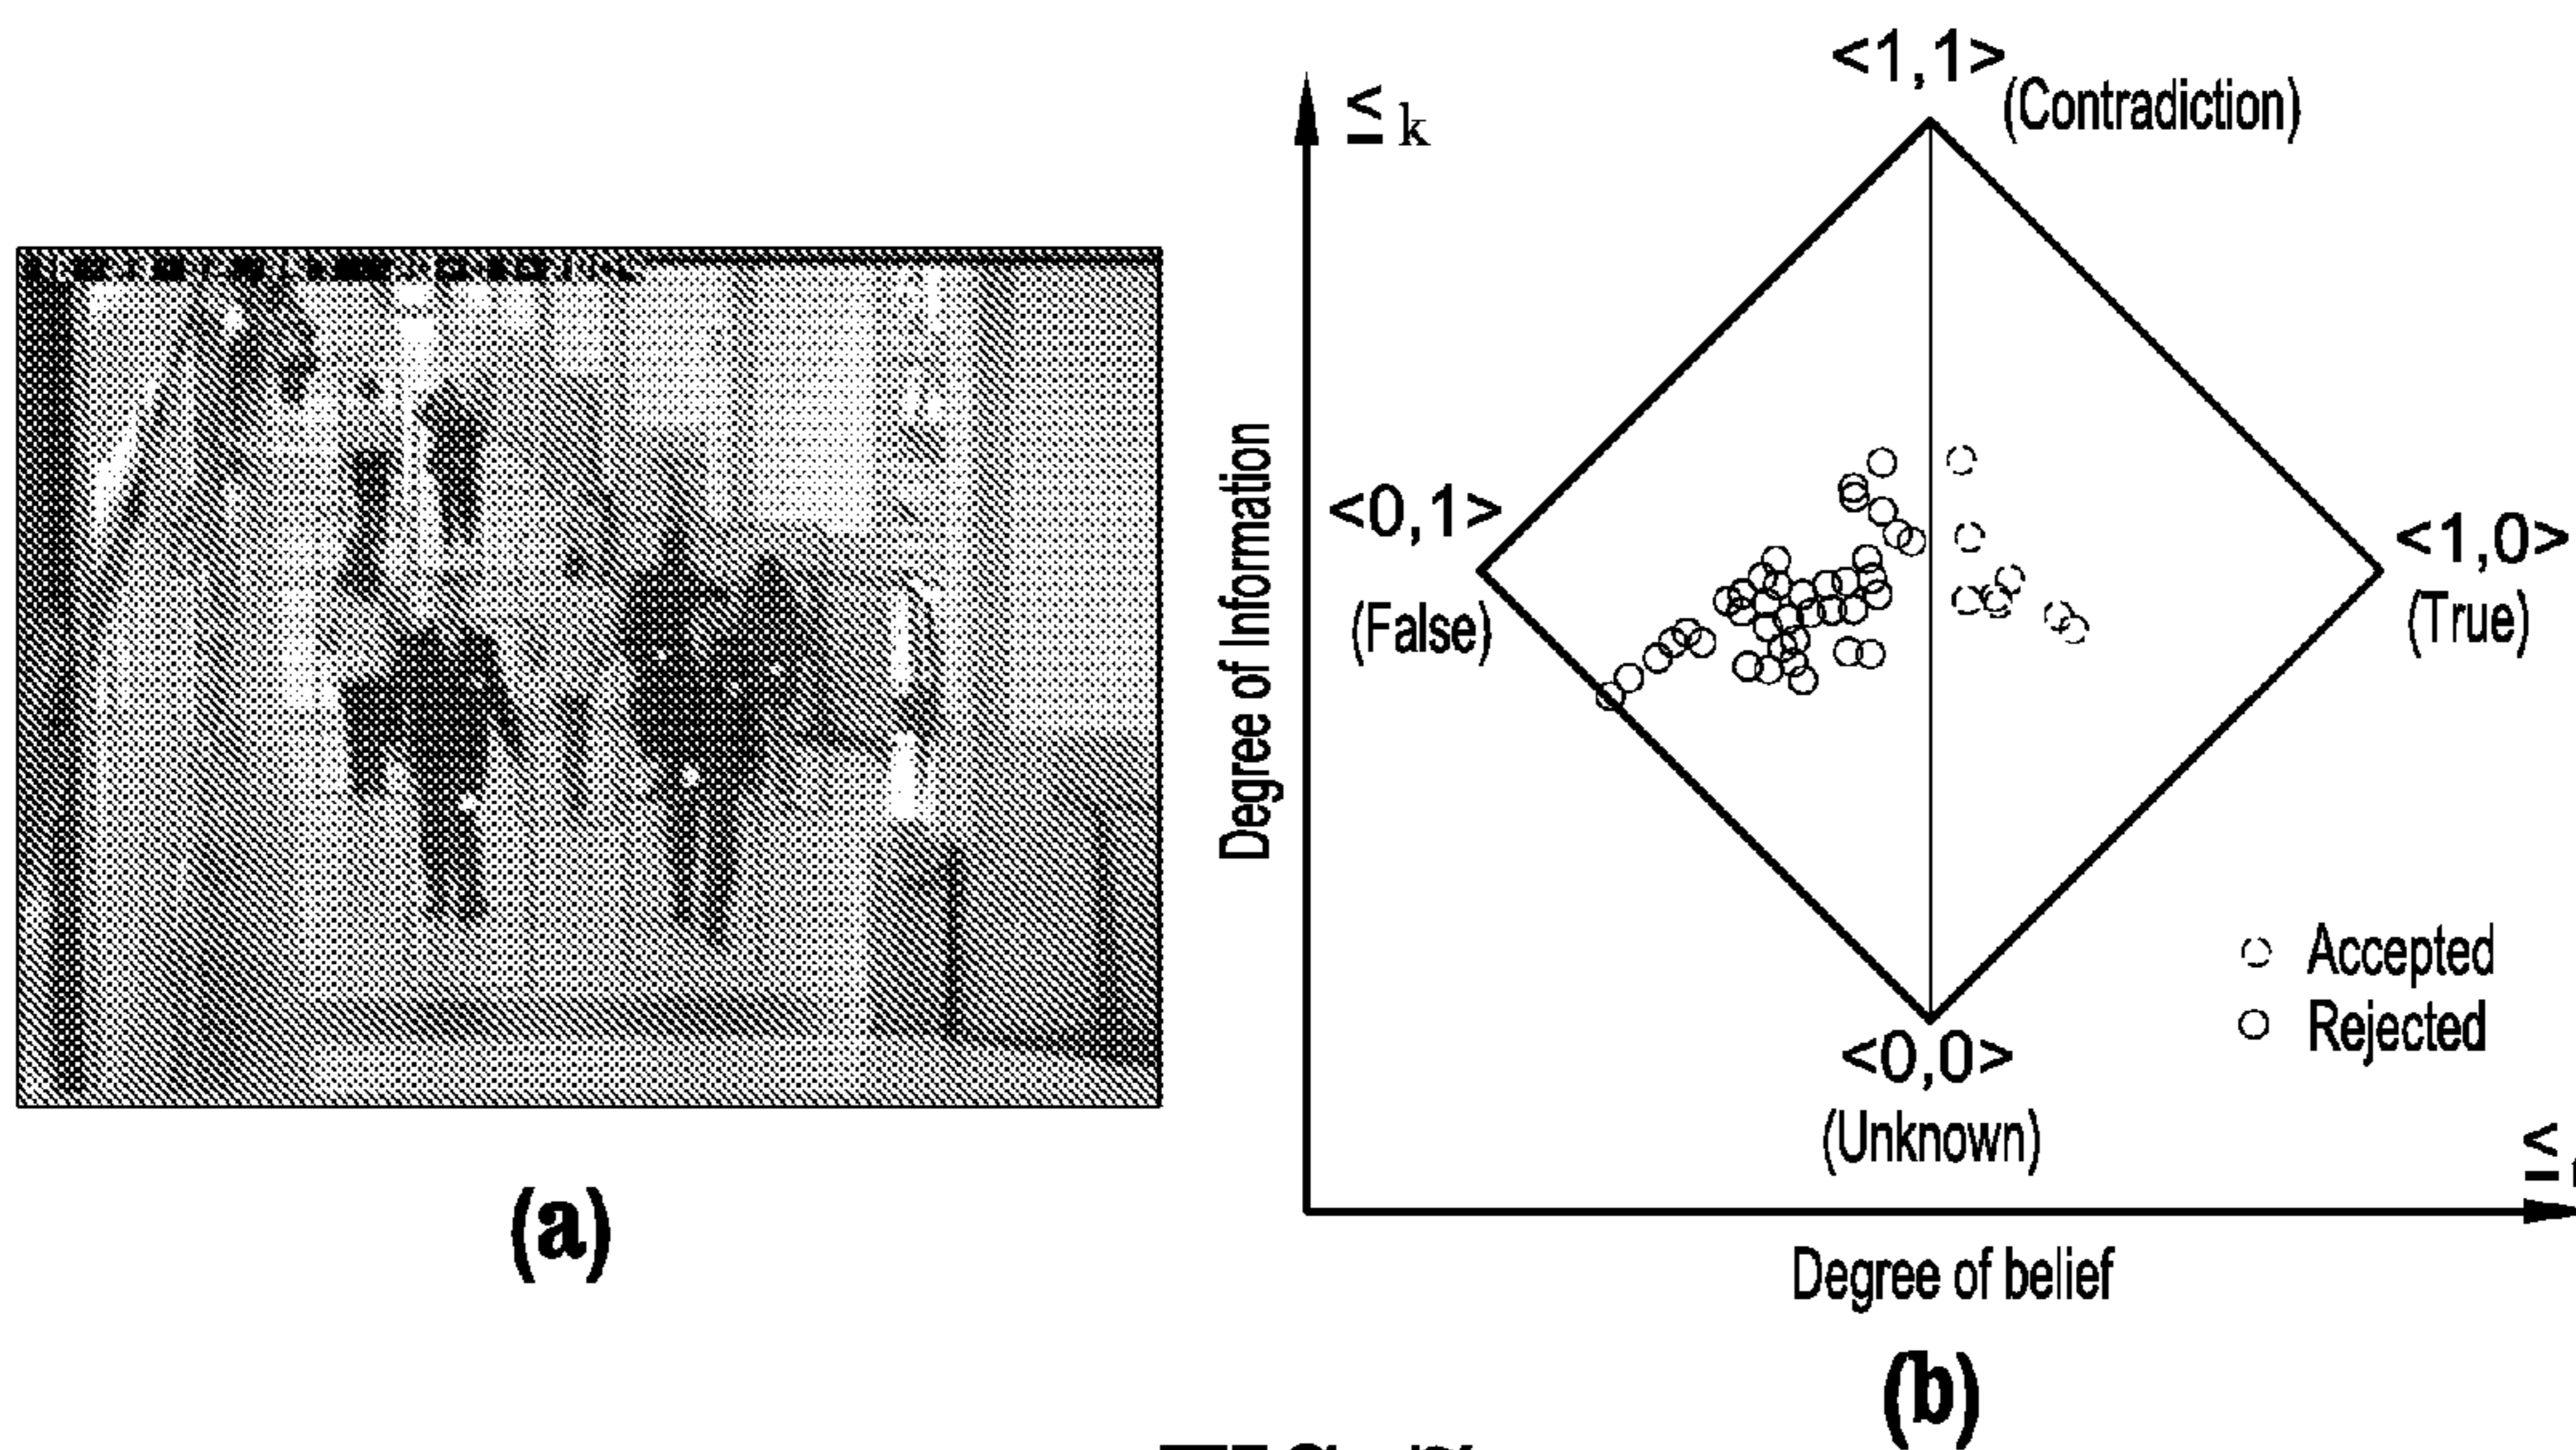 <1,1>
(Contradiction)
≤ k
Degree of Information
<0,1>
(False)
<1,0>
(True)
Accepted
Rejected
<0,0>
(Unknown)
≤
Degree of belief
(a)
(b)